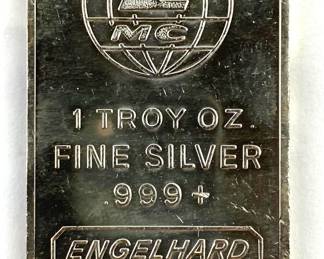 MC
1 TROY OZ.
FINE SILVER
.999+
ENGELHARD